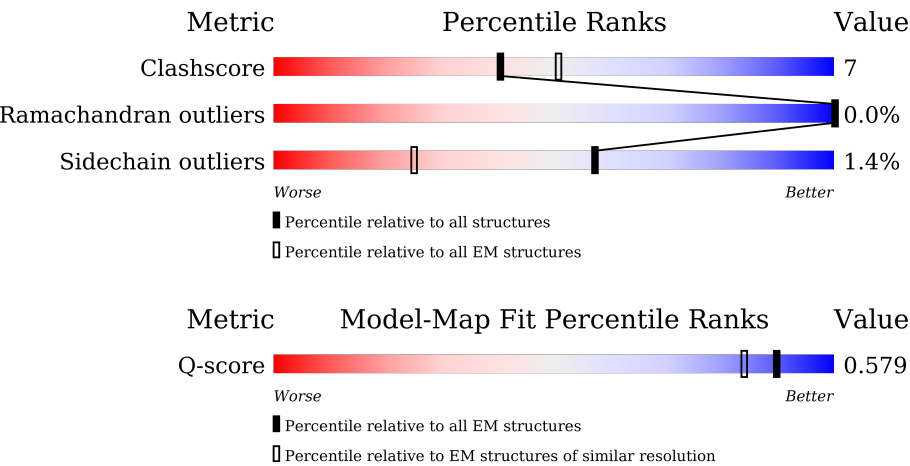 Metric Percentile Ranks Value
Clashscore 7
Ramachandran outliers 0.0%
Sidechain outliers 1.4%
Worse Better
Percentile relative to all structures
Percentile relative to all EM structures
Metric Model-Map Fit Percentile Ranks Value
Q-score 0.579
Worse Better
Percentile relative to all EM structures
Percentile relative to EM structures of similar resolution